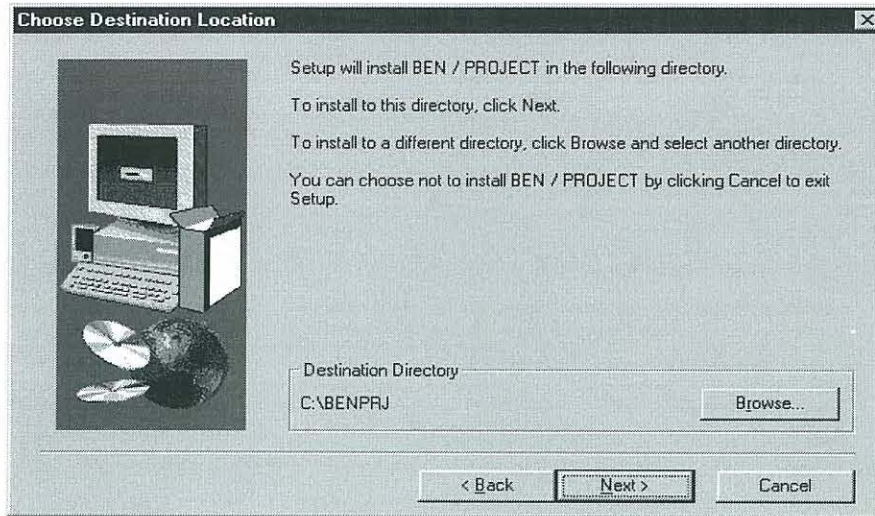 Choose Destination Location
Setup will install BEN / PROJECT in the following directory.
To install to this directory, click Next.
To install to a different directory, click Browse and select another directory.
You can choose not to install BEN / PROJECT by clicking Cancel to exit
Setup.
Destination Directory
C:\BENPRJ
Browse...
< Back
Next >
Cancel